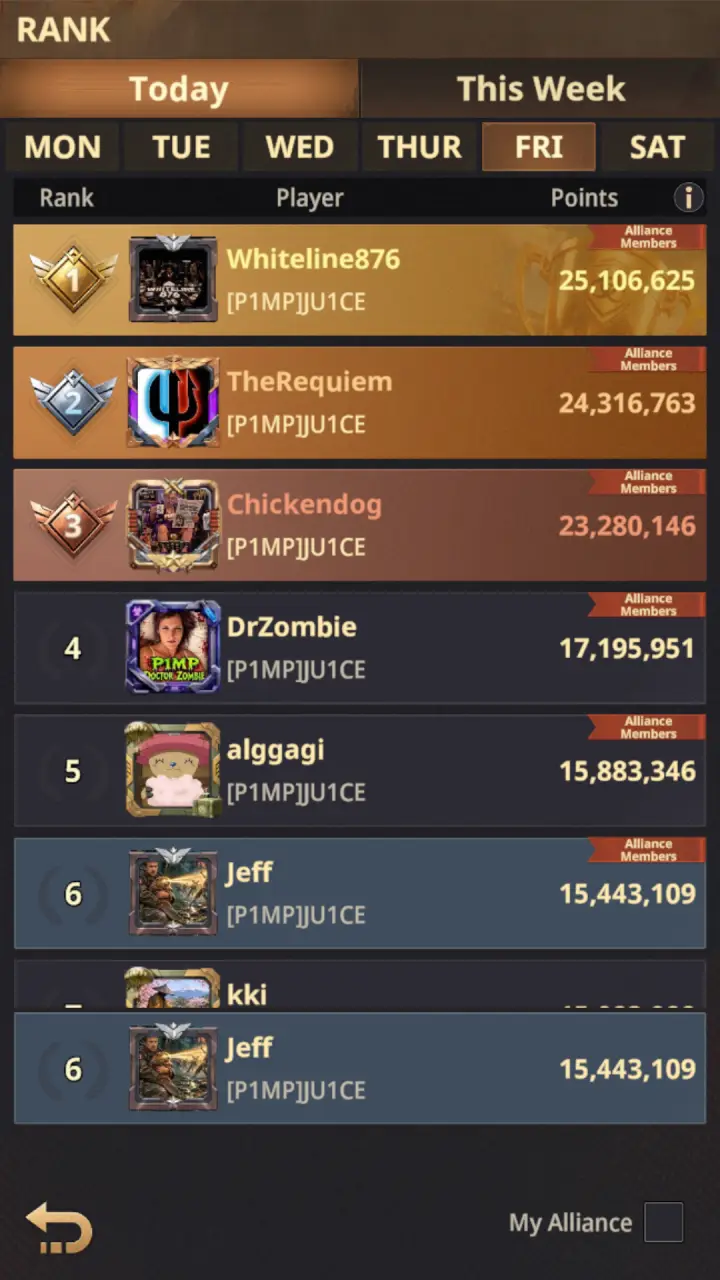 RANK
Today
This Week
MON
TUE
WED
THUR
FRI
SAT
Rank
Player
Points
1
Whiteline876
[P1MP]JU1CE
Alliance
Members
25,106,625
2
TheRequiem
[P1MP]JU1CE
Alliance
Members
24,316,763
3
Chickendog
[P1MP]JU1CE
Alliance
Members
23,280,146
4
P1MP
DOCTOR ZOMBIE
DrZombie
[P1MP]JU1CE
Alliance
Members
17,195,951
5
alggagi
[P1MP]JU1CE
Alliance
Members
15,883,346
6
Jeff
[P1MP]JU1CE
Alliance
Members
15,443,109
kki
6
Jeff
[P1MP]JU1CE
15,443,109
My Alliance